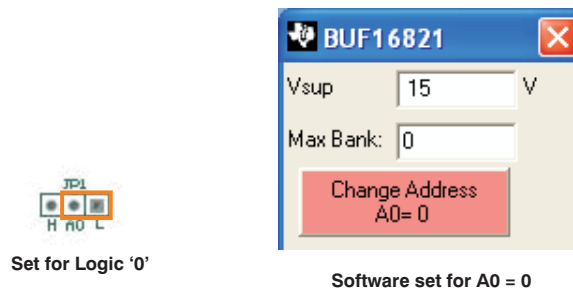 BUF16821
Vsup 15 V
Max Bank: 0
Change Address
A0= 0
JP1
H A0 L
Set for Logic ‘0’
Software set for A0 = 0